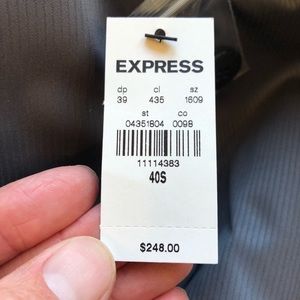 EXPRESS
dp cl sz
39 435 1609
st co
04351604 0098
11114383
40S
$248.00